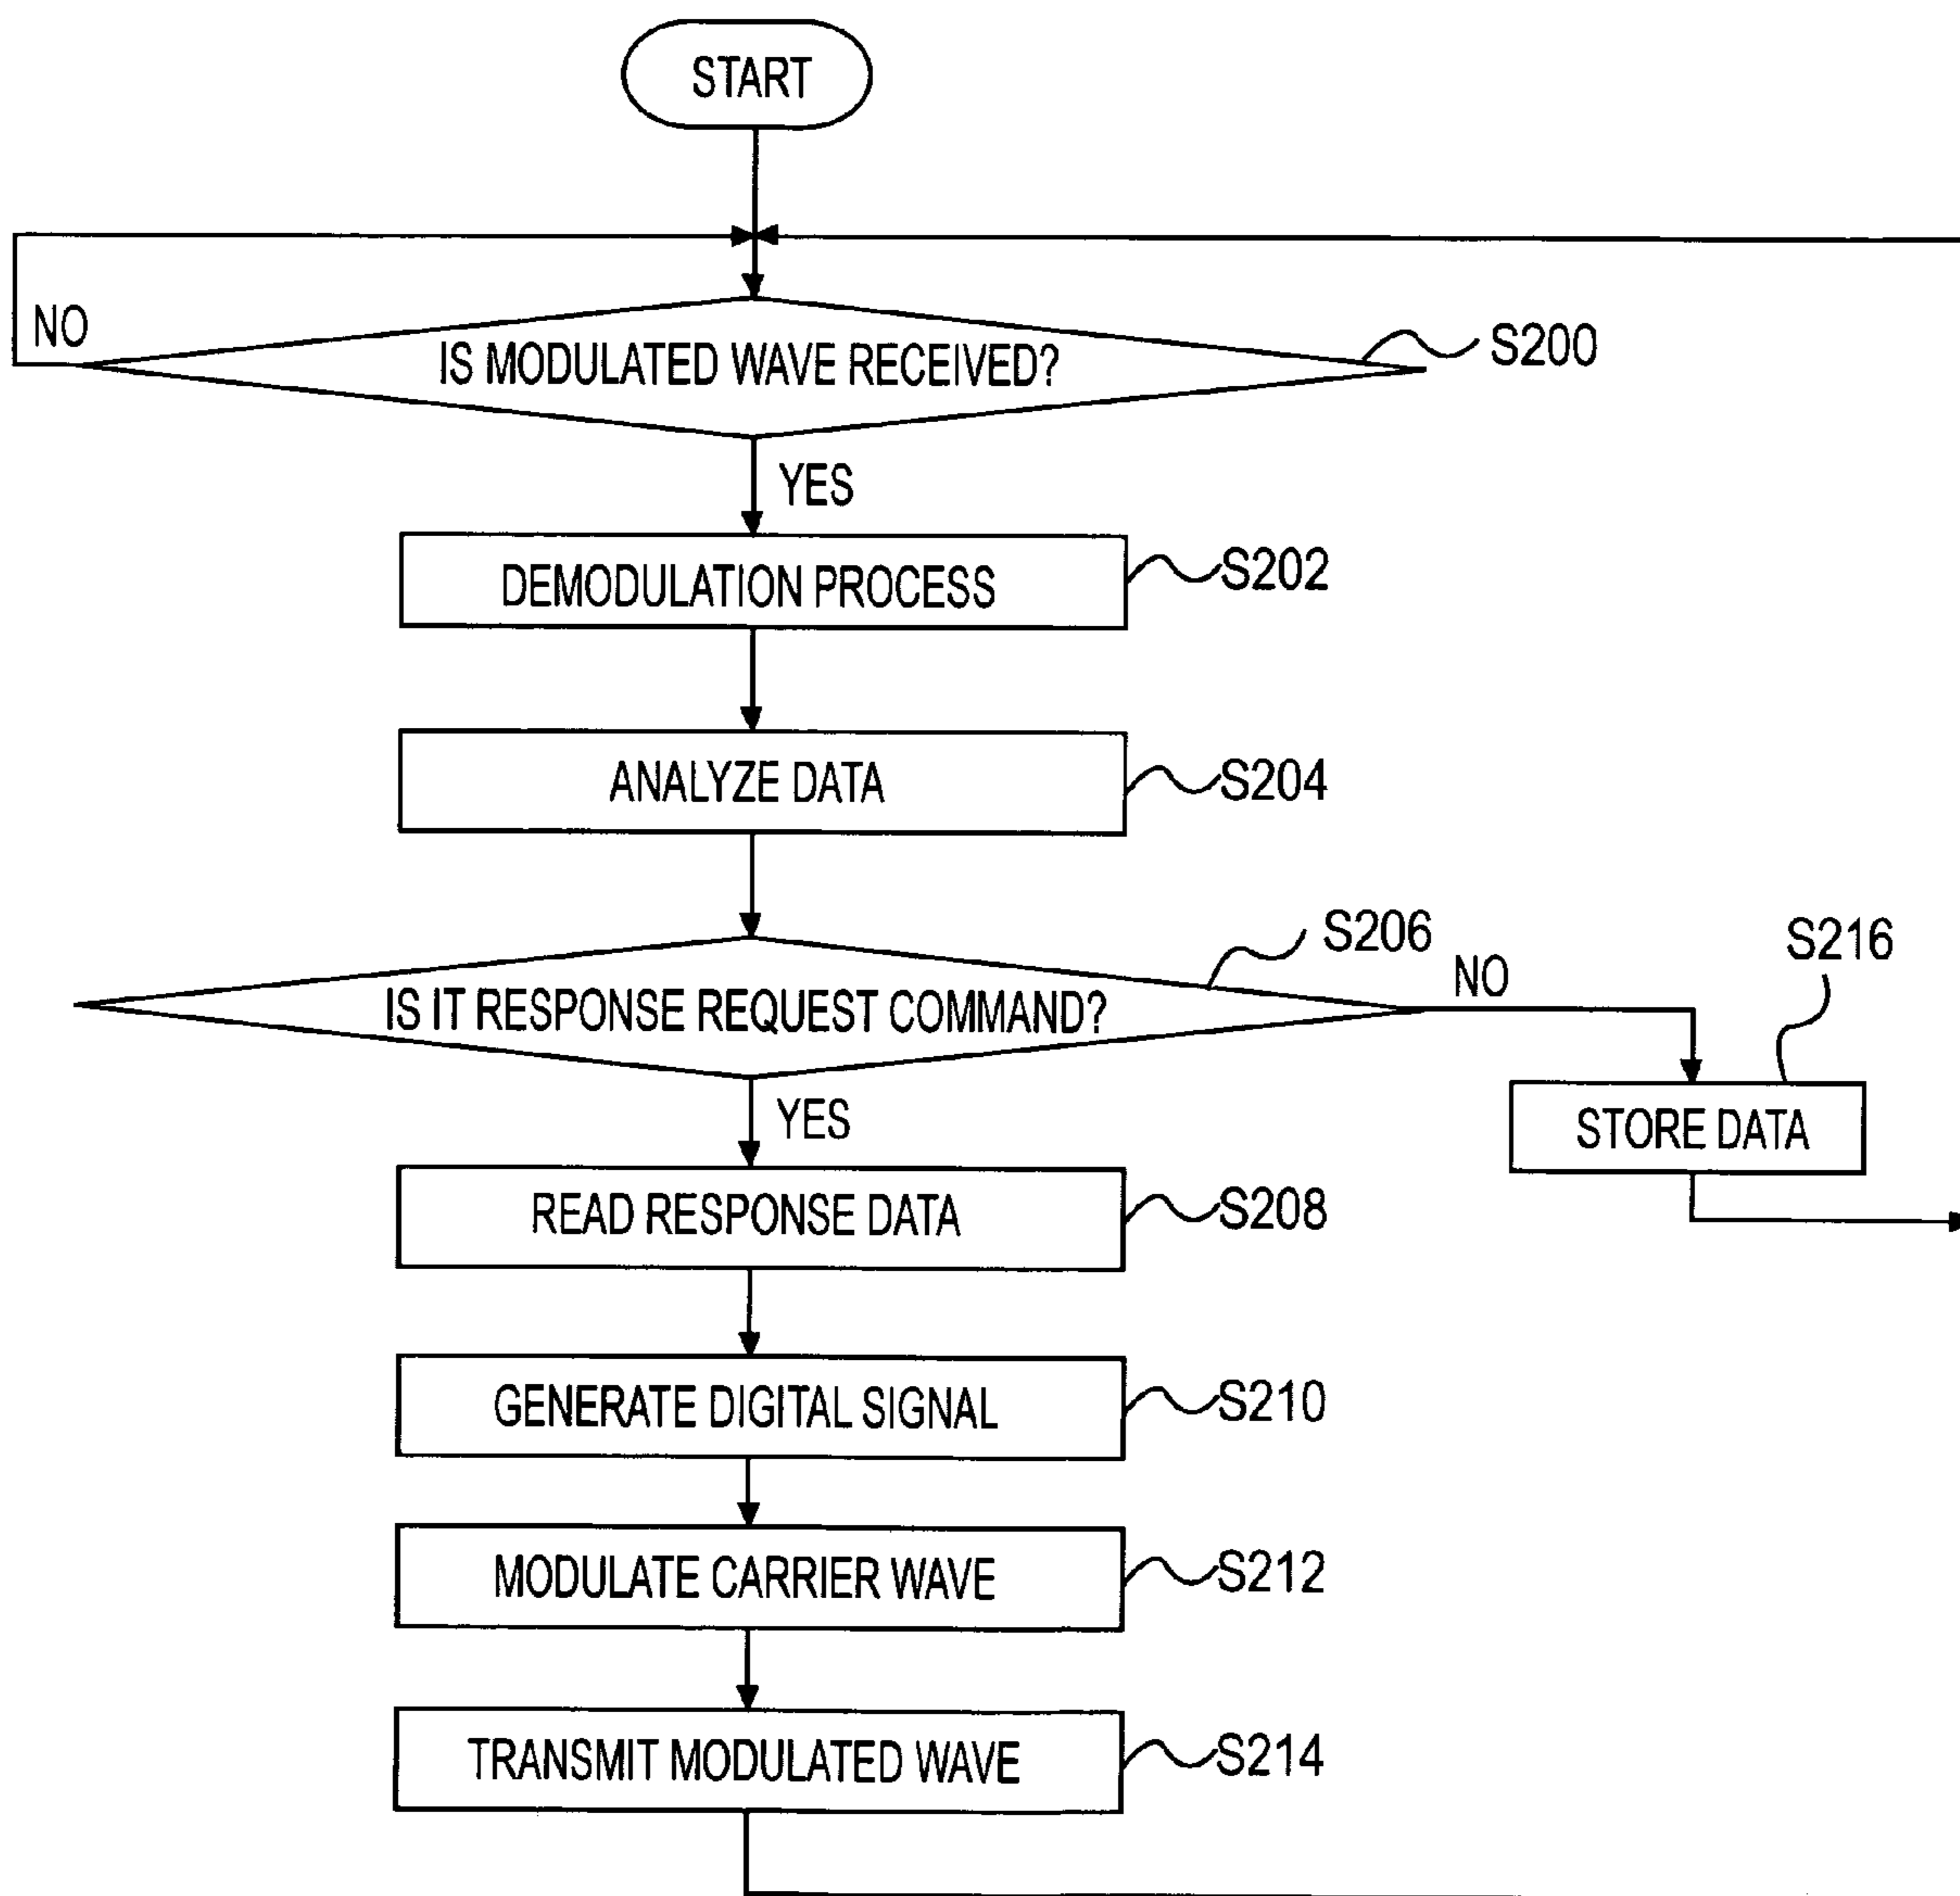 START
NO
IS MODULATED WAVE RECEIVED?
S200
YES
DEMODULATION PROCESS
S202
ANALYZE DATA
S204
S206
NO
S216
IS IT RESPONSE REQUEST COMMAND?
YES
STORE DATA
READ RESPONSE DATA
S208
GENERATE DIGITAL SIGNAL
S210
MODULATE CARRIER WAVE
S212
TRANSMIT MODULATED WAVE
S214